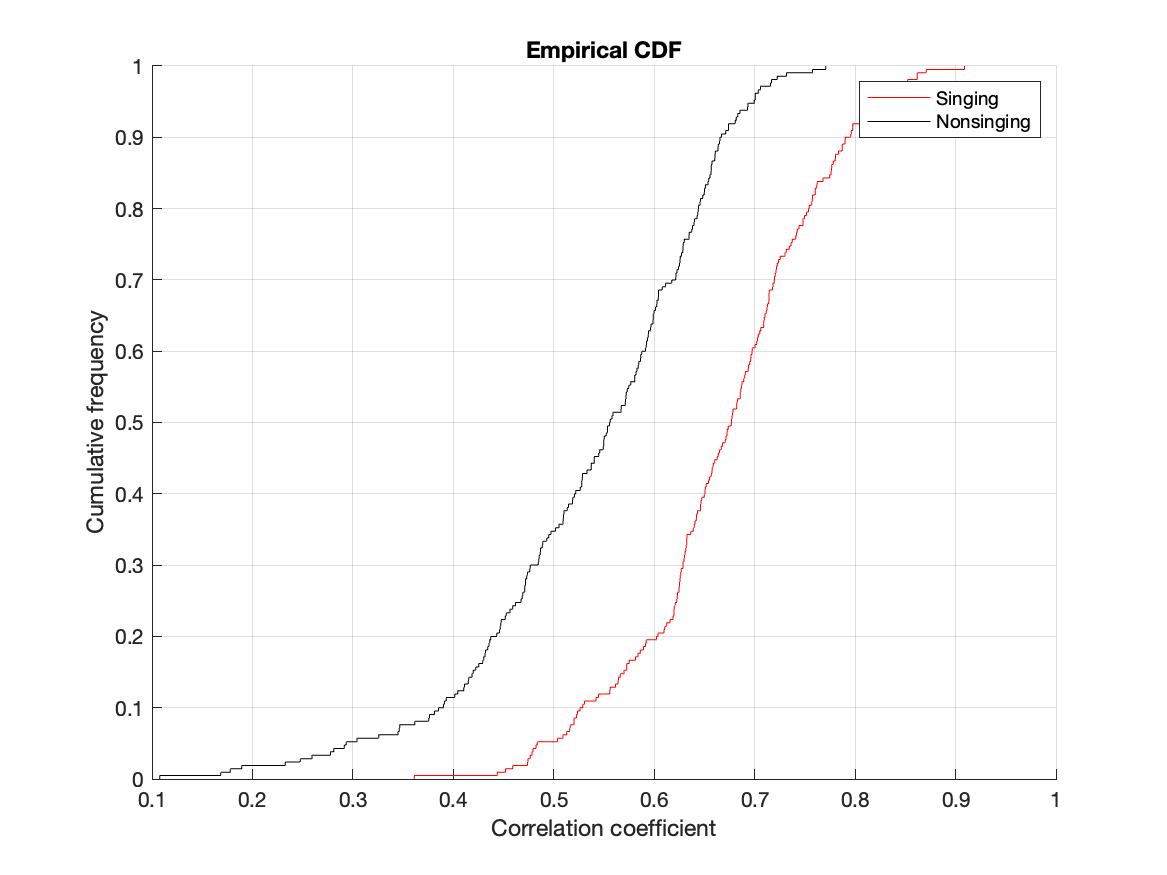 Empirical CDF
1
0.9
0.8
0.7
0.6
0.5
0.4
0.3
0.2
0.1
0
Cumulative frequency
Singing
Nonsinging
0.1 0.2 0.3 0.4 0.5 0.6 0.7 0.8 0.9 1
Correlation coefficient